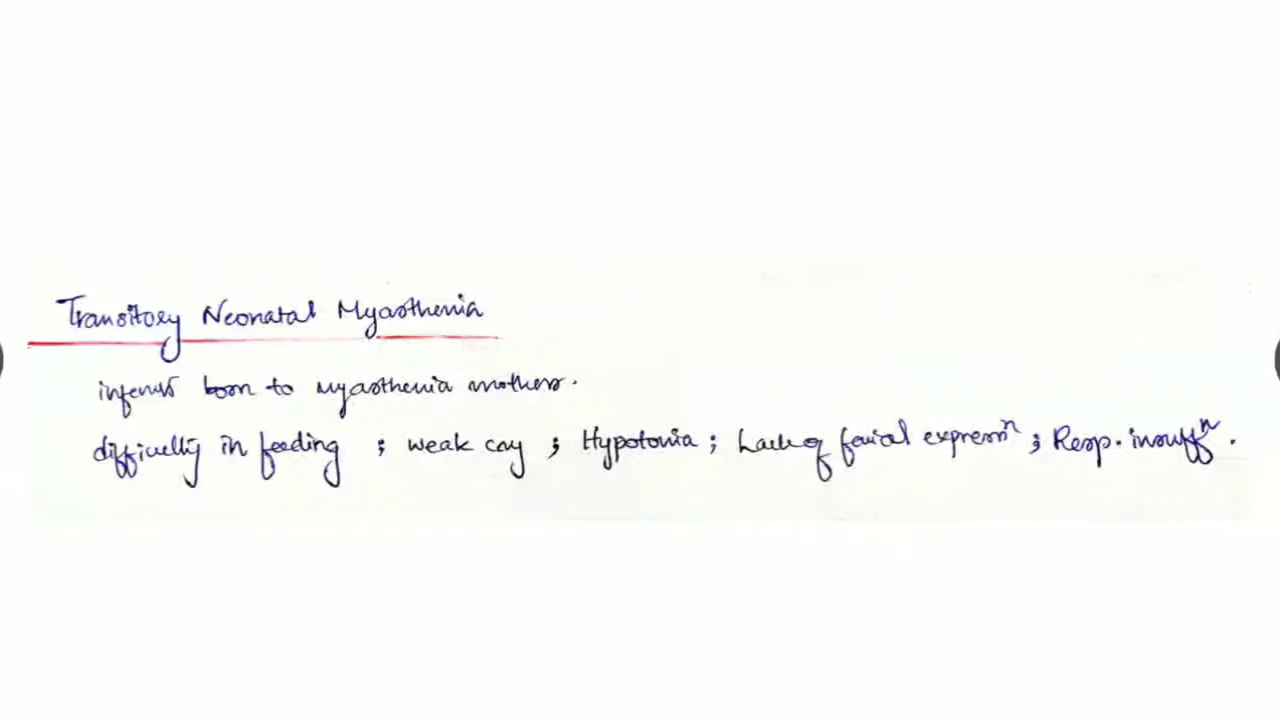 Transitory Neonatal Myasthenia
infants born to myasthenia mothers.
difficulty in feeding ; weak cry ; Hypotonia ; Lack of facial expressⁿ ; Resp. insuffⁿ.